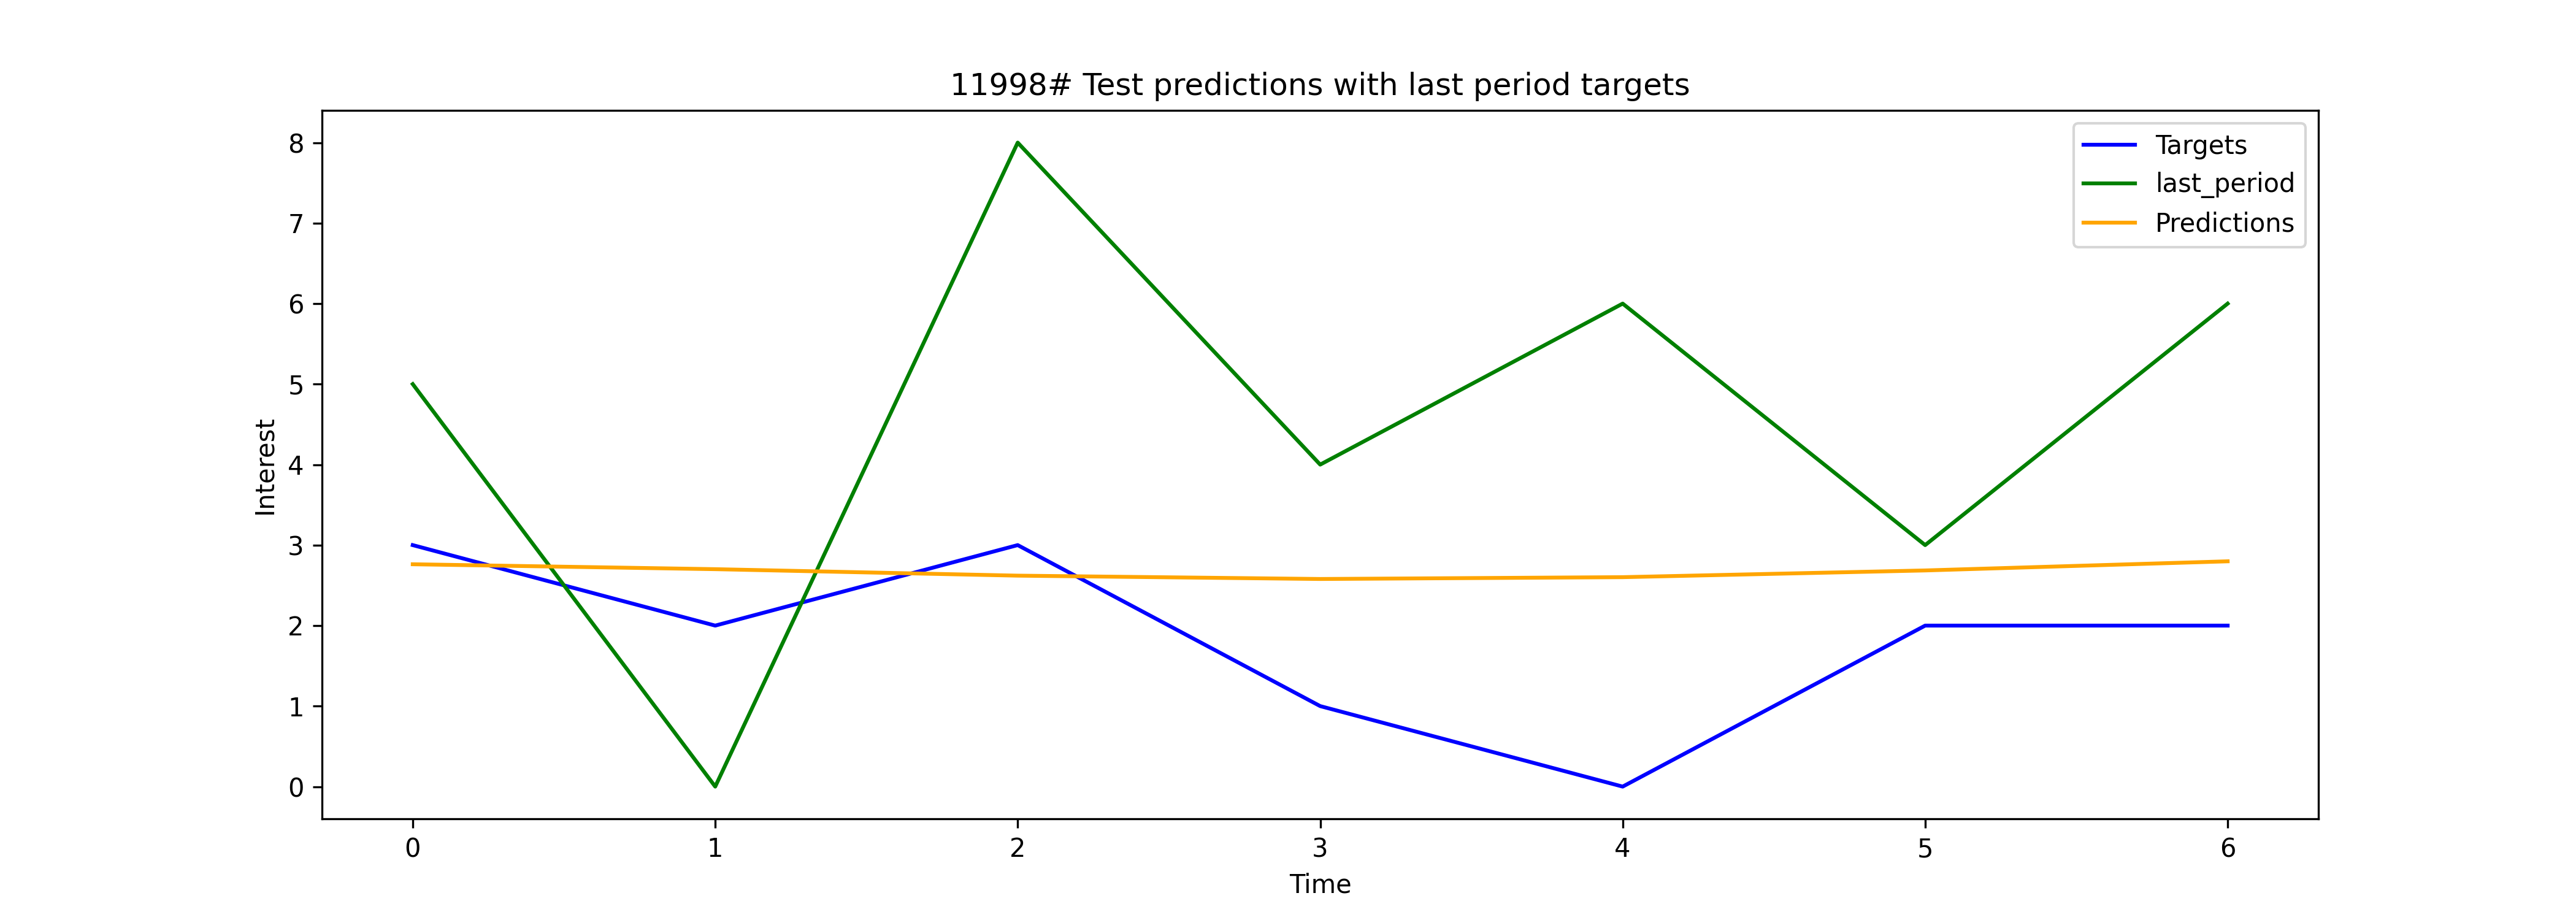 11998# Test predictions with last period targets
Targets
last_period
Predictions
Interest
8
7
6
5
4
3
2
1
0
0 1 2 3 4 5 6
Time